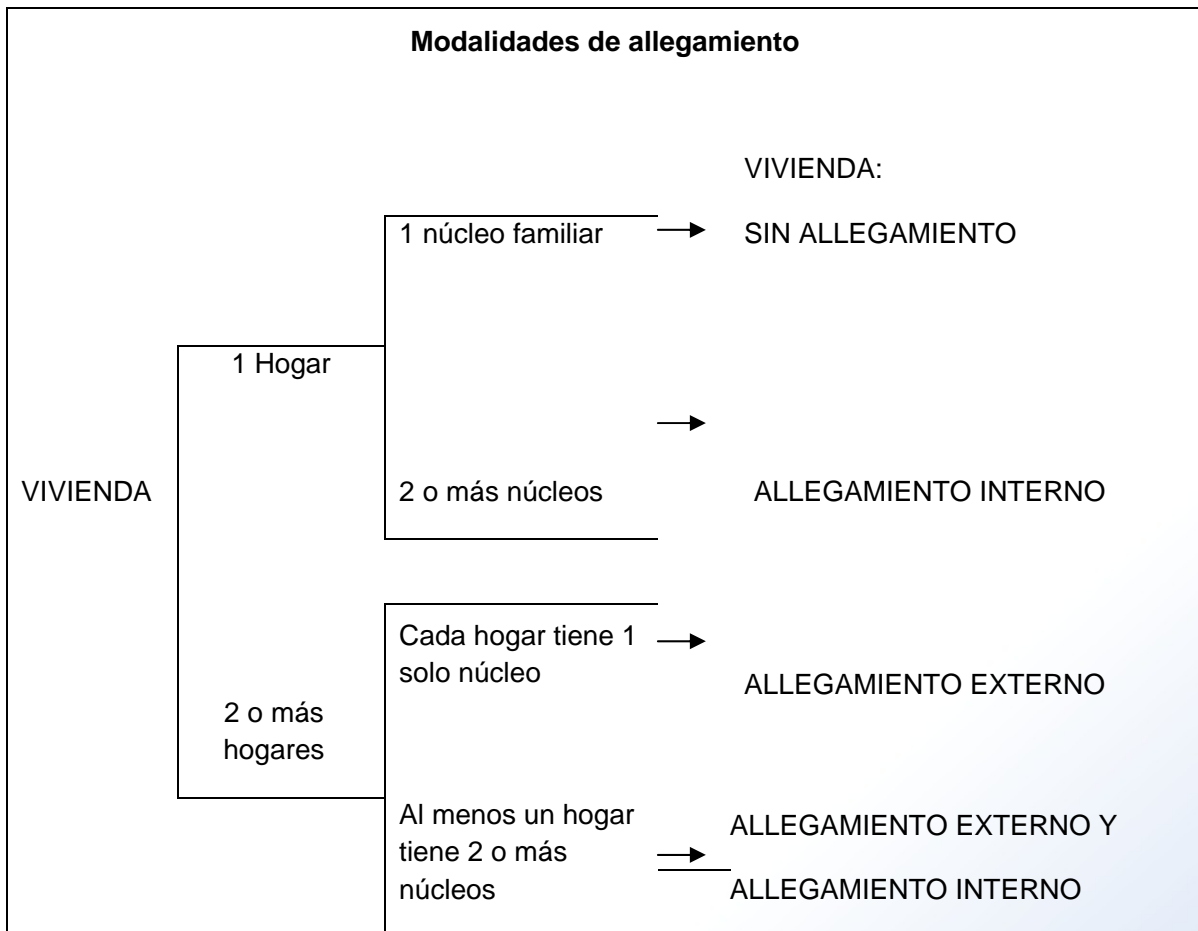 Modalidades de allegamiento
VIVIENDA:
1 núcleo familiar
SIN ALLEGAMIENTO
1 Hogar
VIVIENDA
2 o más núcleos
ALLEGAMIENTO INTERNO
Cada hogar tiene 1
solo núcleo
ALLEGAMIENTO EXTERNO
2 o más
hogares
Al menos un hogar
tiene 2 o más
núcleos
ALLEGAMIENTO EXTERNO Y
ALLEGAMIENTO INTERNO